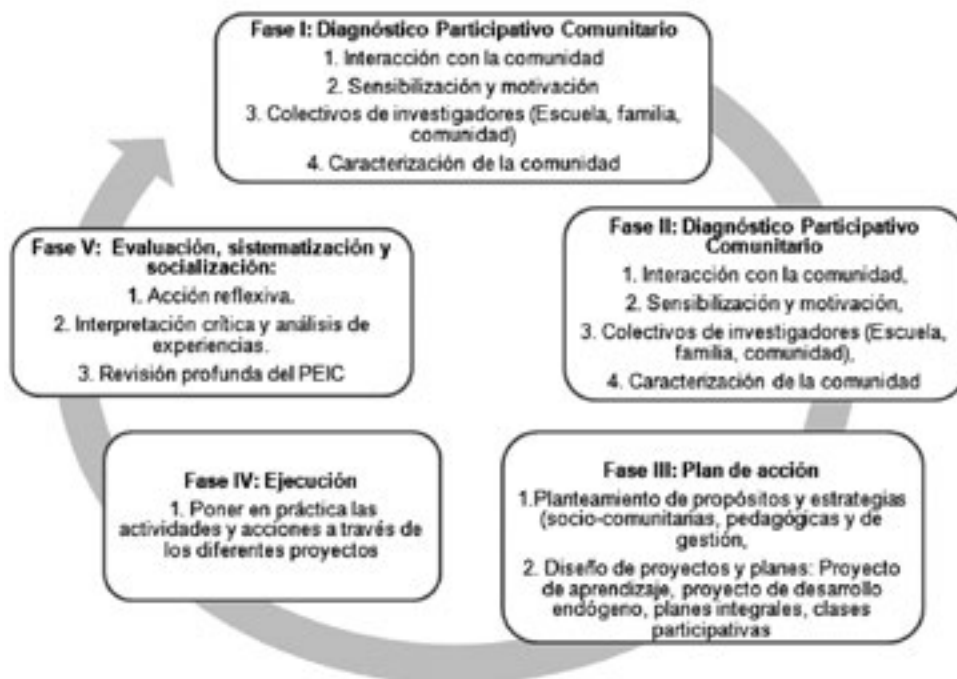 Fase I: Diagnóstico Participativo Comunitario
1. Interacción con la comunidad
2. Sensibilización y motivación
3. Colectivos de investigadores (Escuela, familia,
comunidad)
4. Caracterización de la comunidad
Fase II: Diagnóstico Participativo
Comunitario
1. Interacción con la comunidad,
2. Sensibilización y motivación,
3. Colectivos de investigadores (Escuela,
familia, comunidad),
4. Caracterización de la comunidad
Fase III: Plan de acción
1.Planteamiento de propósitos y estrategias
(socio-comunitarias, pedagógicas y de
gestión,
2. Diseño de proyectos y planes: Proyecto
de aprendizaje, proyecto de desarrollo
endógeno, planes integrales, clases
participativas
Fase IV: Ejecución
1. Poner en práctica las
actividades y acciones a través de
los diferentes proyectos
Fase V: Evaluación, sistematización y
socialización:
1. Acción reflexiva.
2. Interpretación crítica y análisis de
experiencias.
3. Revisión profunda del PEIC